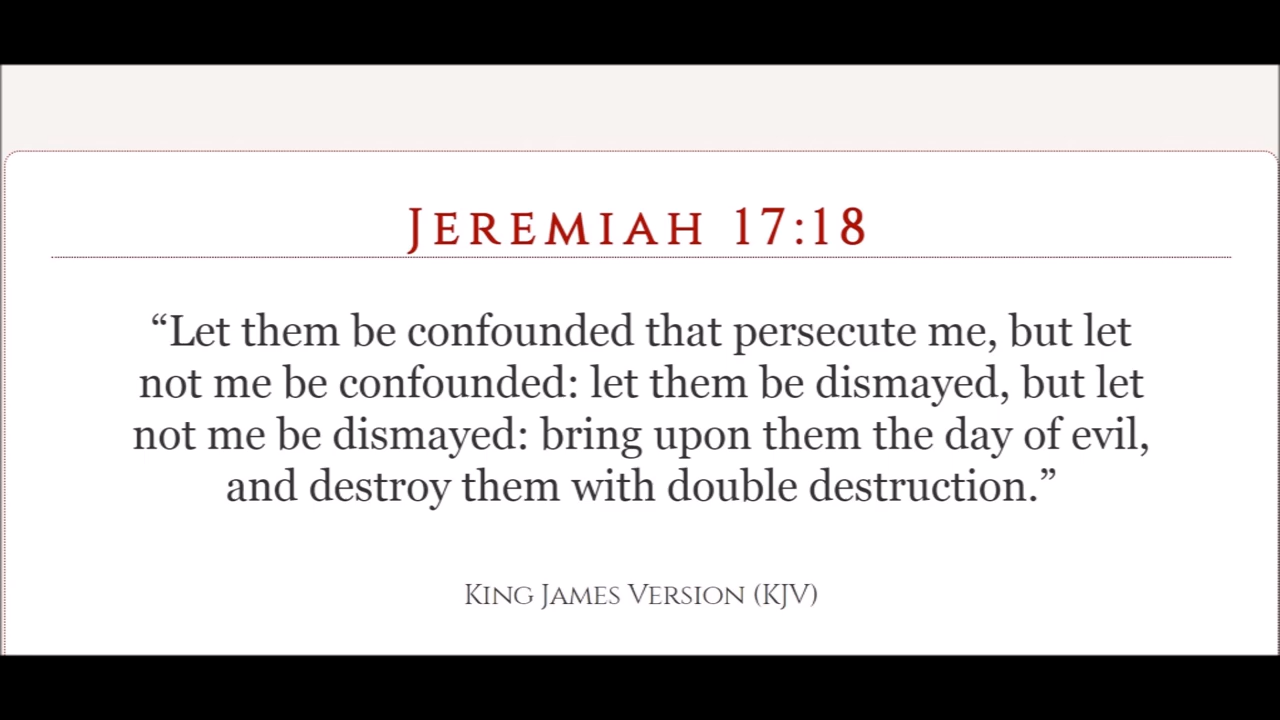 Jeremiah 17:18
“Let them be confounded that persecute me, but let
not me be confounded: let them be dismayed, but let
not me be dismayed: bring upon them the day of evil,
and destroy them with double destruction.”
King James Version (KJV)